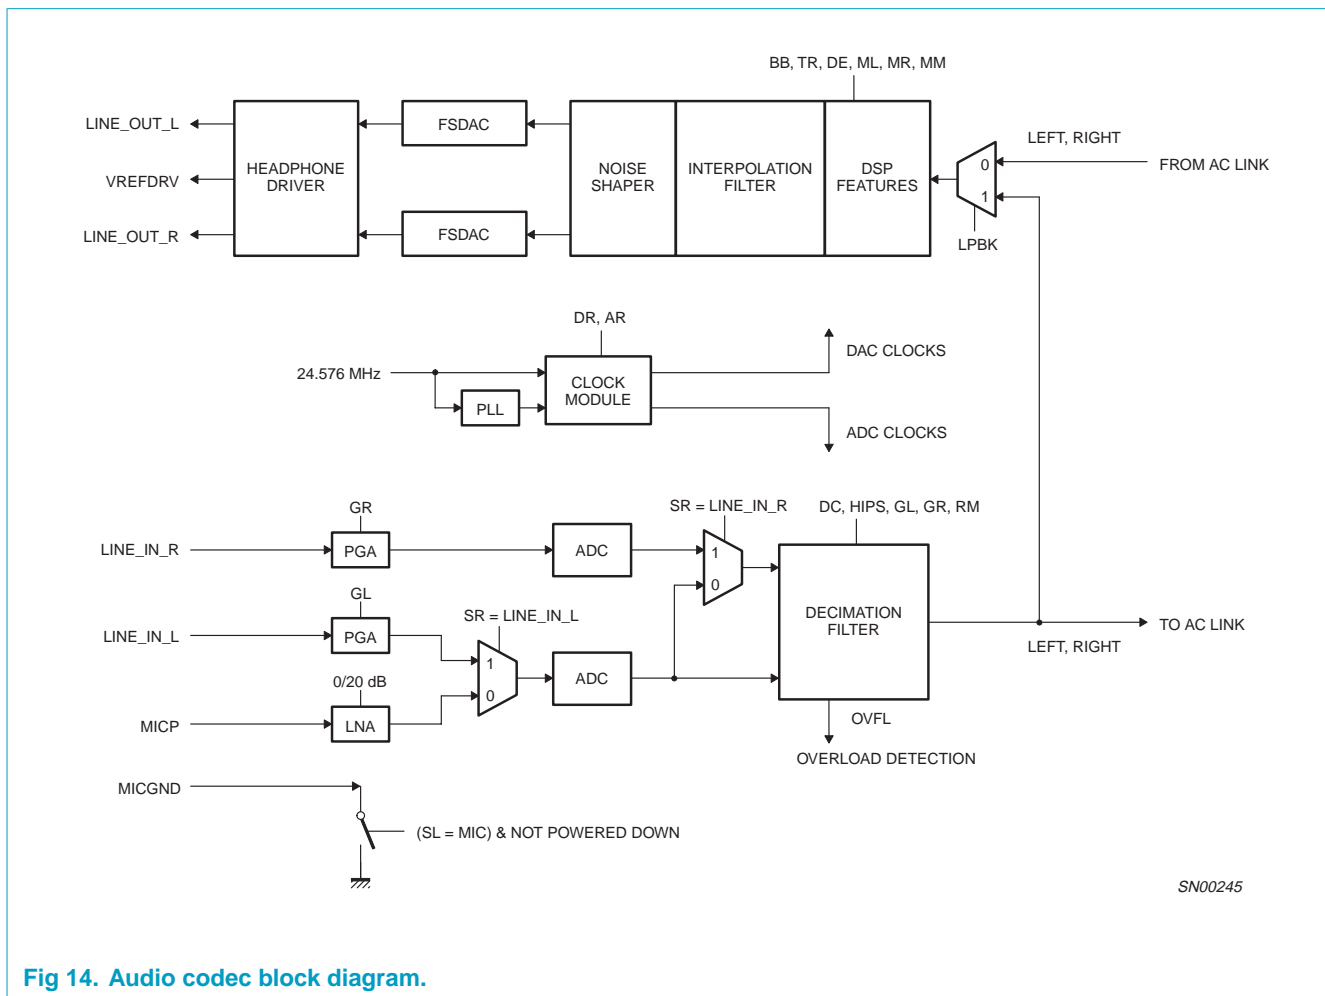 BB, TR, DE, ML, MR, MM
LINE_OUT_L
VREFDRV
LINE_OUT_R
HEADPHONE
DRIVER
FSDAC
FSDAC
NOISE
SHAPER
INTERPOLATION
FILTER
DSP
FEATURES
0
1
LPBK
LEFT, RIGHT
FROM AC LINK
DR, AR
24.576 MHz
PLL
CLOCK
MODULE
DAC CLOCKS
ADC CLOCKS
GR
LINE_IN_R
PGA
ADC
SR = LINE_IN_R
1
0
DC, HIPS, GL, GR, RM
GL
LINE_IN_L
PGA
SR = LINE_IN_L
1
0
ADC
0/20 dB
MICP
LNA
DECIMATION
FILTER
TO AC LINK
LEFT, RIGHT
OVFL
OVERLOAD DETECTION
MICGND
(SL = MIC) & NOT POWERED DOWN
SN00245
Fig 14. Audio codec block diagram.